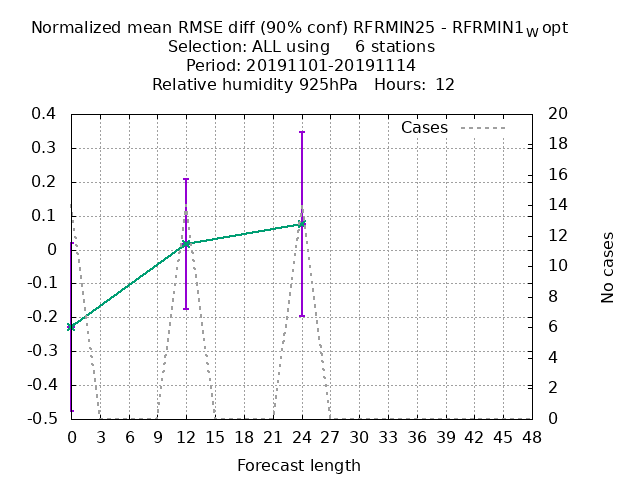 Normalized mean RMSE diff (90% conf) RFRMIN25 - RFRMIN1W opt
Selection: ALL using 6 stations
Period: 20191101-20191114
Relative humidity 925hPa Hours: 12
Cases
0.4
0.3
0.2
0.1
0
-0.1
-0.2
-0.3
-0.4
-0.5
20
18
16
14
12
10
8
6
4
2
0
No cases
0 3 6 9 12 15 18 21 24 27 30 33 36 39 42 45 48
Forecast length